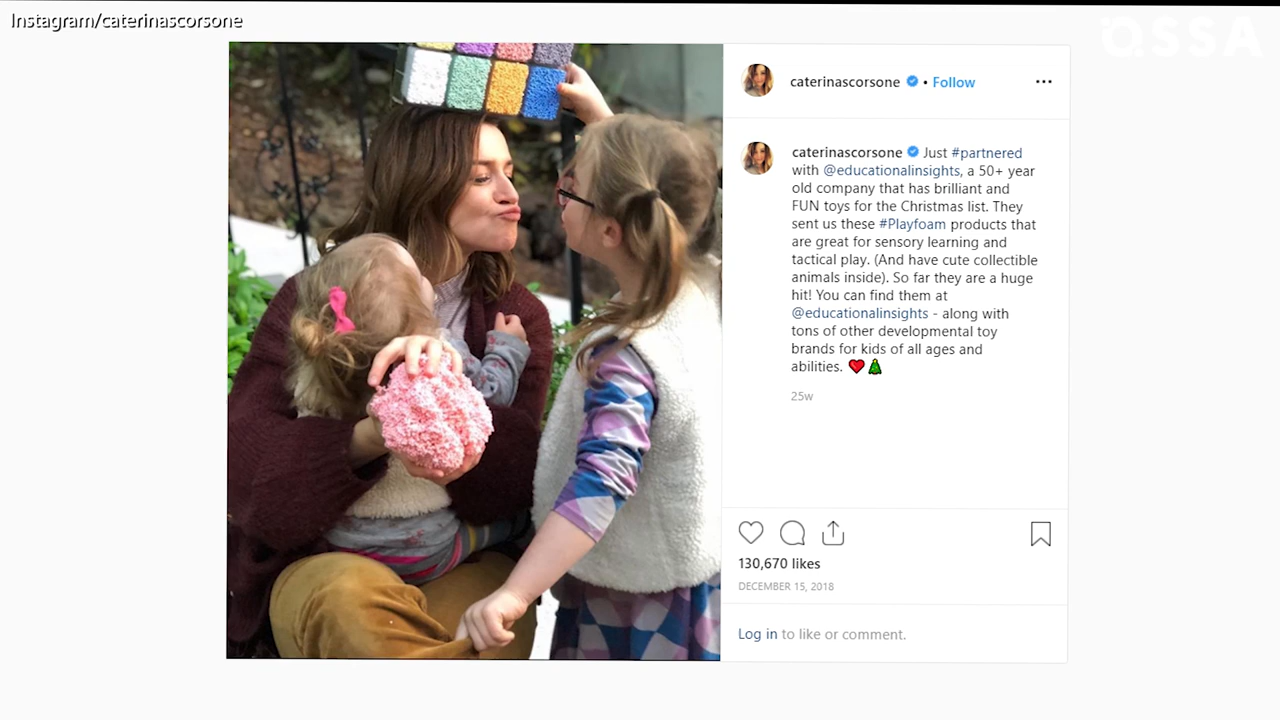 Instagram/caterinascorsone
OSSA
caterinascorsone • Follow
caterinascorsone Just #partnered
with @educationalinsights, a 50+ year
old company that has brilliant and
FUN toys for the Christmas list. They
sent us these #Playfoam products that
are great for sensory learning and
tactical play. (And have cute collectible
animals inside). So far they are a huge
hit! You can find them at
@educationalinsights - along with
tons of other developmental toy
brands for kids of all ages and
abilities.
25w
130,670 likes
DECEMBER 15, 2018
Log in to like or comment.